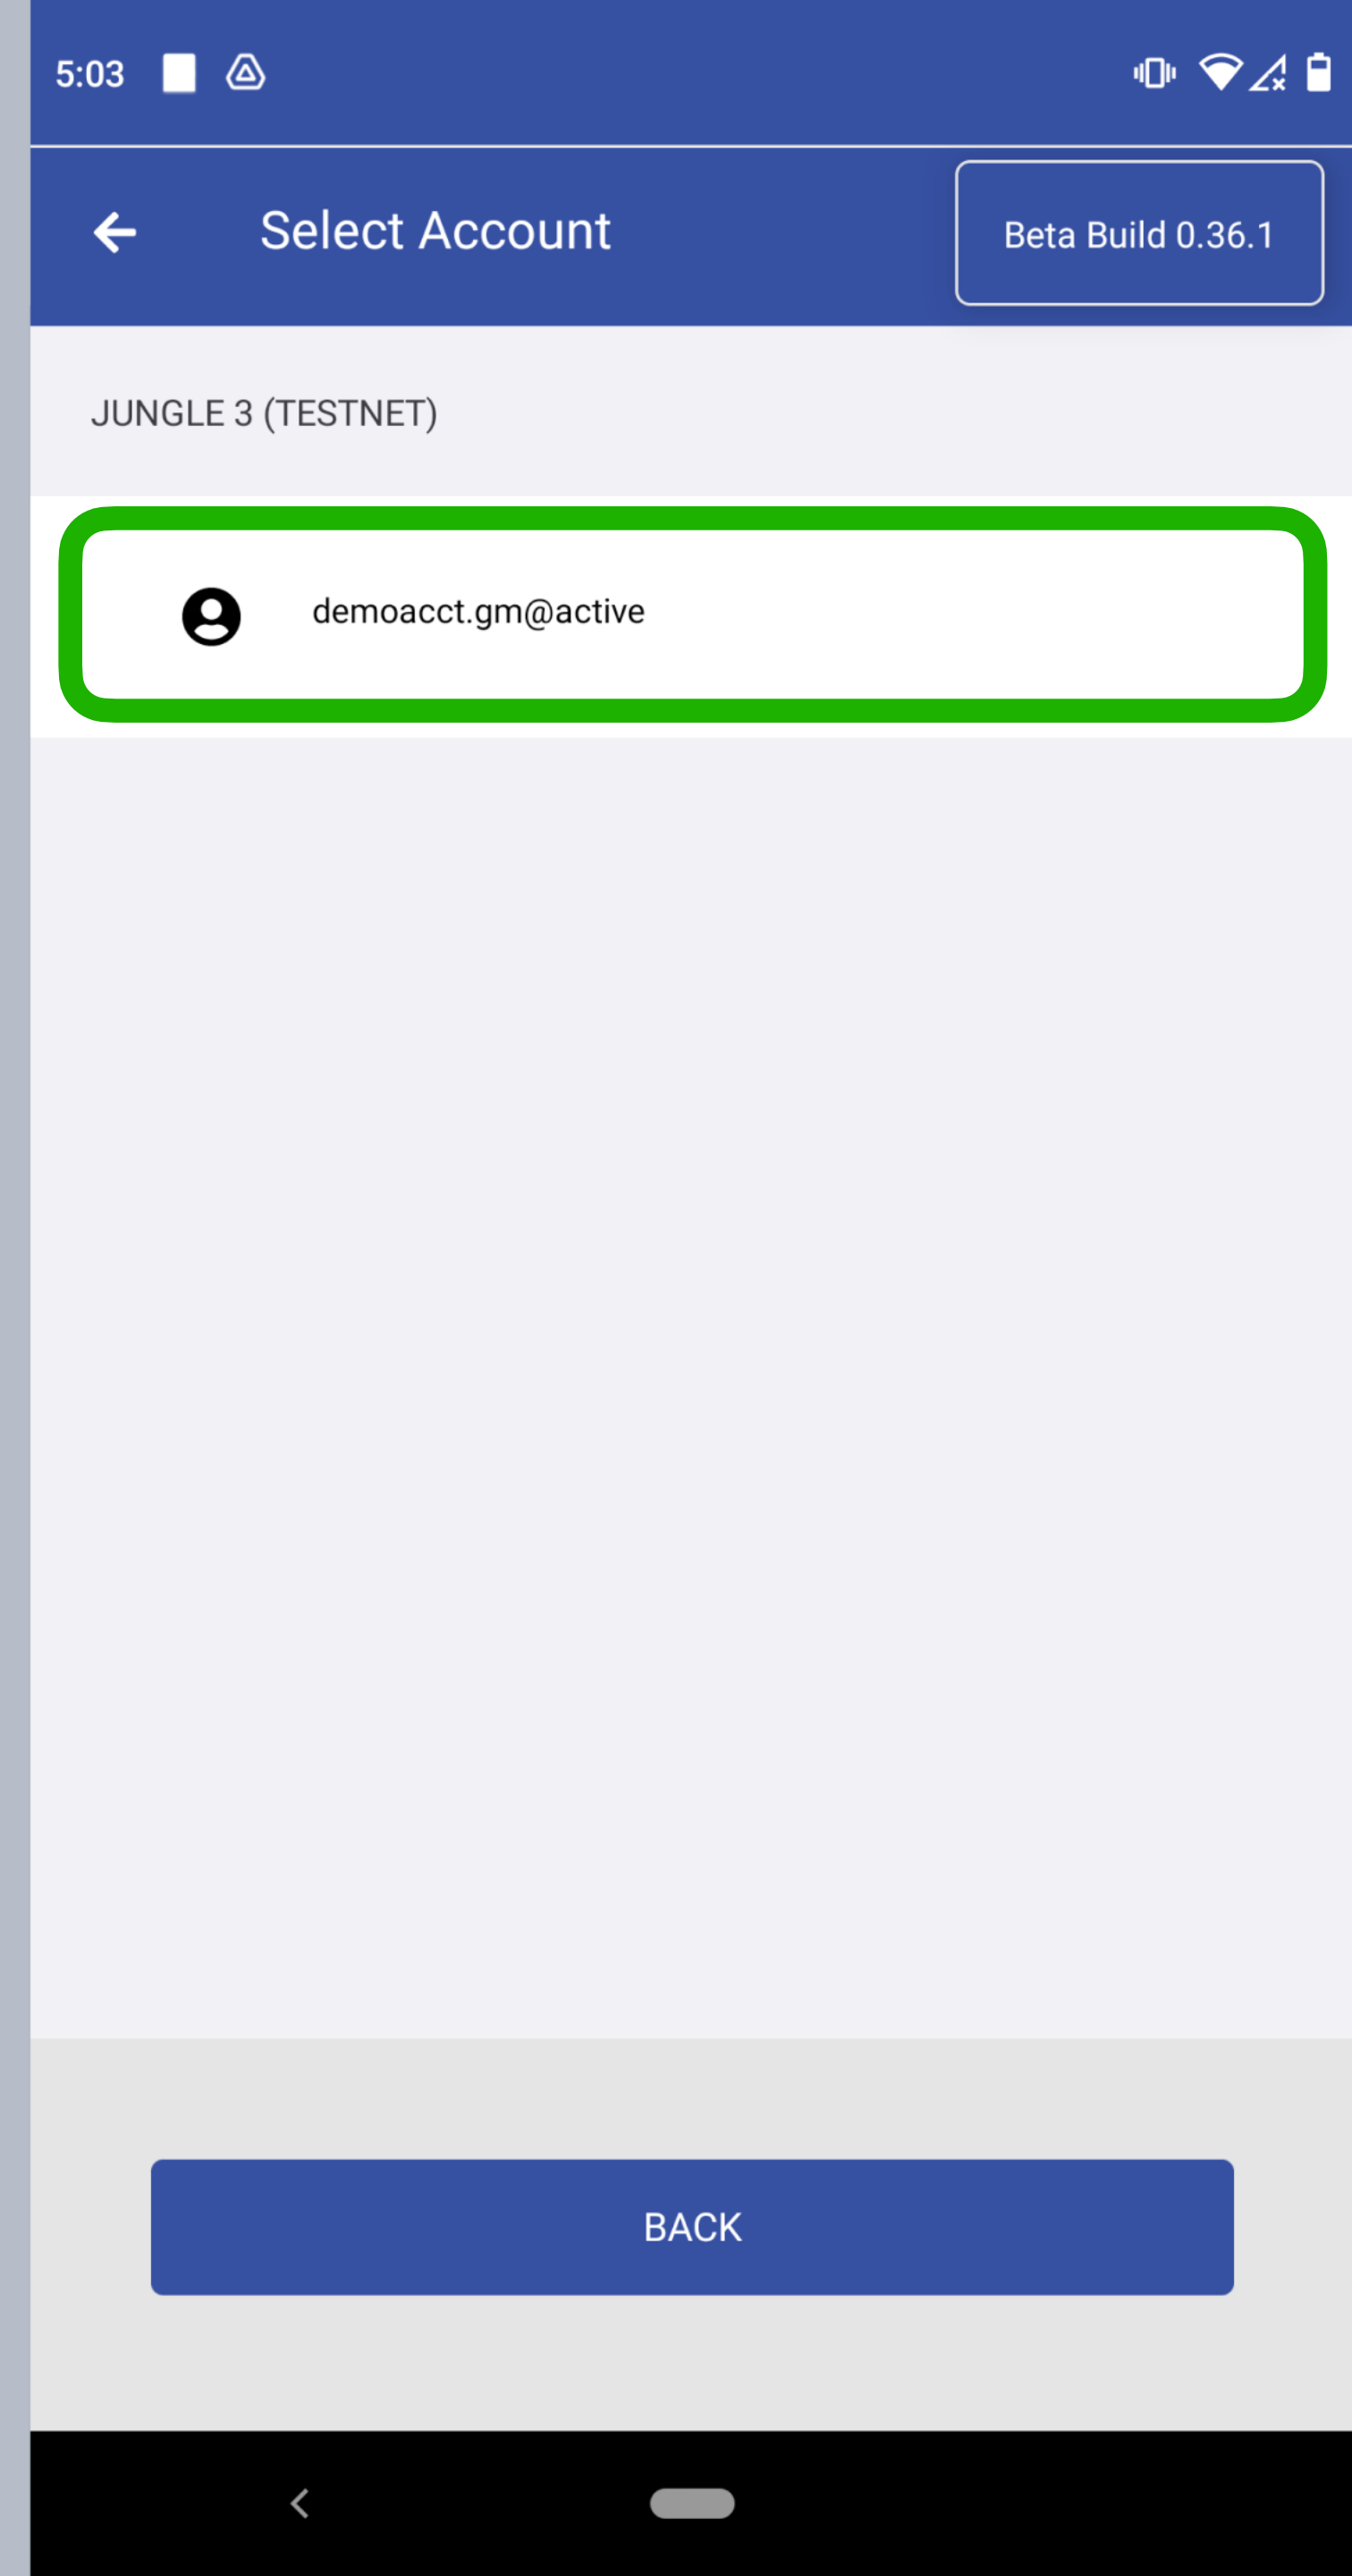 5:03
Select Account
Beta Build 0.36.1
JUNGLE 3 (TESTNET)
demoacct.gm@active
BACK